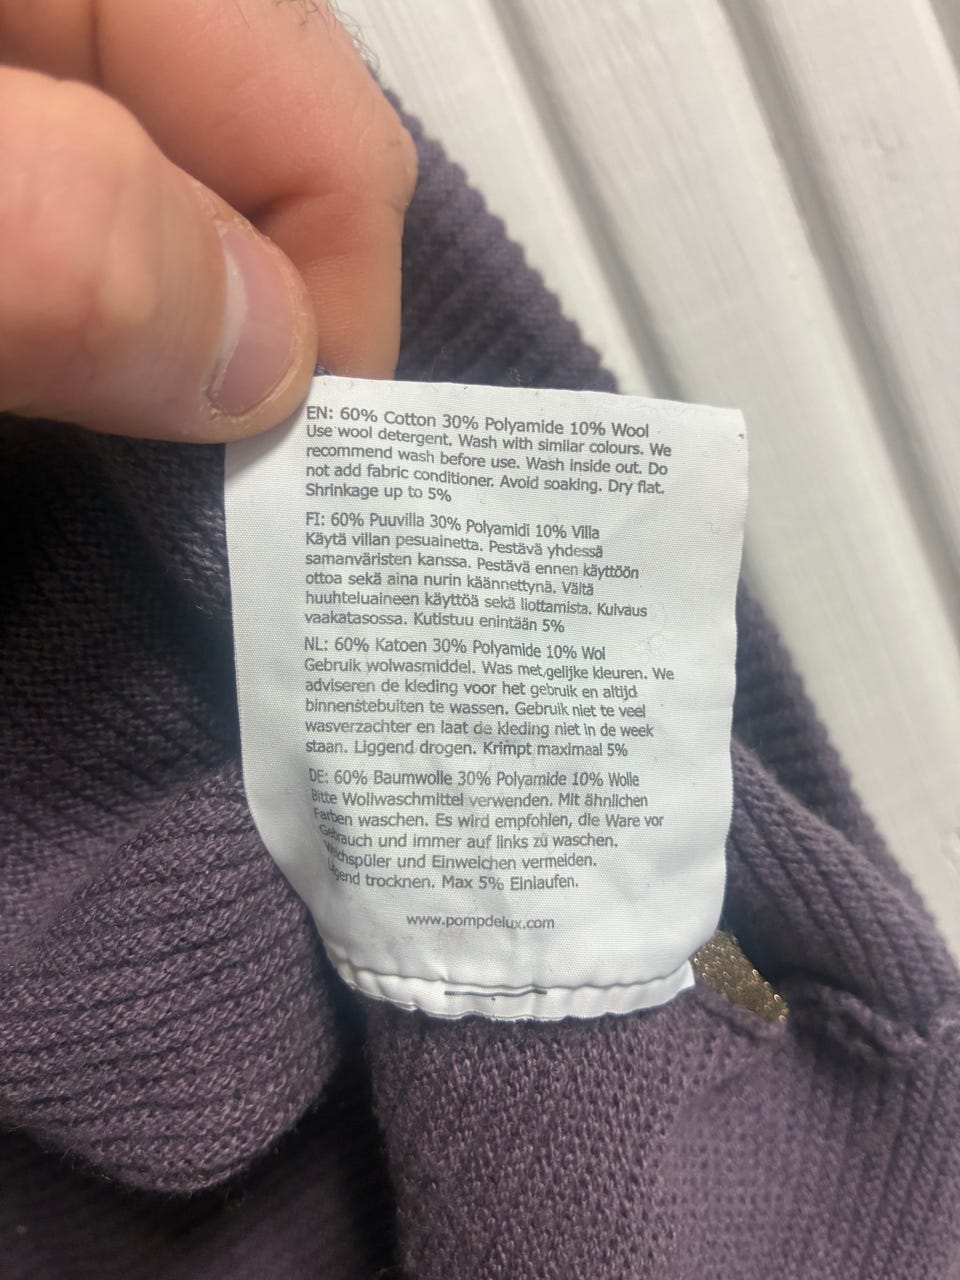 EN: 60% Cotton 30% Polyamide 10% Wool
Use wool detergent. Wash with similar colours. We
recommend wash before use. Wash inside out. Do
not add fabric conditioner. Avoid soaking. Dry flat.
Shrinkage up to 5%
FI: 60% Puuvilla 30% Polyamidi 10% Villa
Käytä villan pesuainetta. Pestävä yhdessä
samanväristen kanssa. Pestävä ennen käyttöön
ottoa sekä aina nurin käännettynä. Vältä
huuhteluaineen käyttöä sekä liottamista. Kuivaus
vaakatasossa. Kutistuu enintään 5%
NL: 60% Katoen 30% Polyamide 10% Wol
Gebruik wolwasmiddel. Was met gelijke kleuren. We
adviseren de kleding voor het gebruik en altijd
binnenstebuiten te wassen. Gebruik niet te veel
wasverzachter en laat de kleding niet in de week
staan. Liggend drogen. Krimpt maximaal 5%
DE: 60% Baumwolle 30% Polyamide 10% Wolle
Bitte Wollwaschmittel verwenden. Mit ähnlichen
Farben waschen. Es wird empfohlen, die Ware vor
Gebrauch und immer auf links zu waschen.
Weichspüler und Einweichen vermeiden.
Liegend trocknen. Max 5% Einlaufen.
www.pompdelux.com